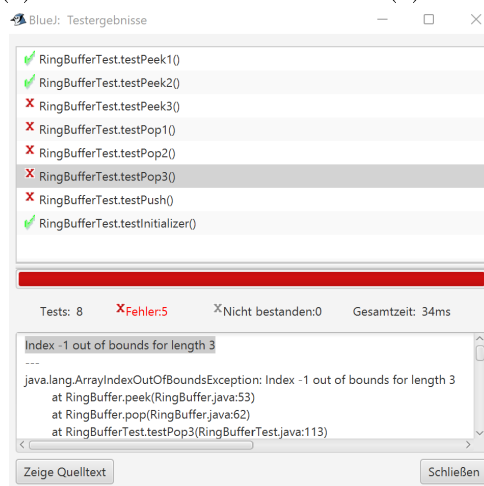 BlueJ: Testergebnisse
RingBufferTest.testPeek1()
RingBufferTest.testPeek2()
RingBufferTest.testPeek3()
RingBufferTest.testPop1()
RingBufferTest.testPop2()
RingBufferTest.testPop3()
RingBufferTest.testPush()
RingBufferTest.testInitializer()
Tests: 8 Fehler:5 Nicht bestanden:0 Gesamtzeit: 34ms
Index -1 out of bounds for length 3
---
java.lang.ArrayIndexOutOfBoundsException: Index -1 out of bounds for length 3
at RingBuffer.peek(RingBuffer.java:53)
at RingBuffer.pop(RingBuffer.java:62)
at RingBufferTest.testPop3(RingBufferTest.java:113)
Zeige Quelltext Schließen